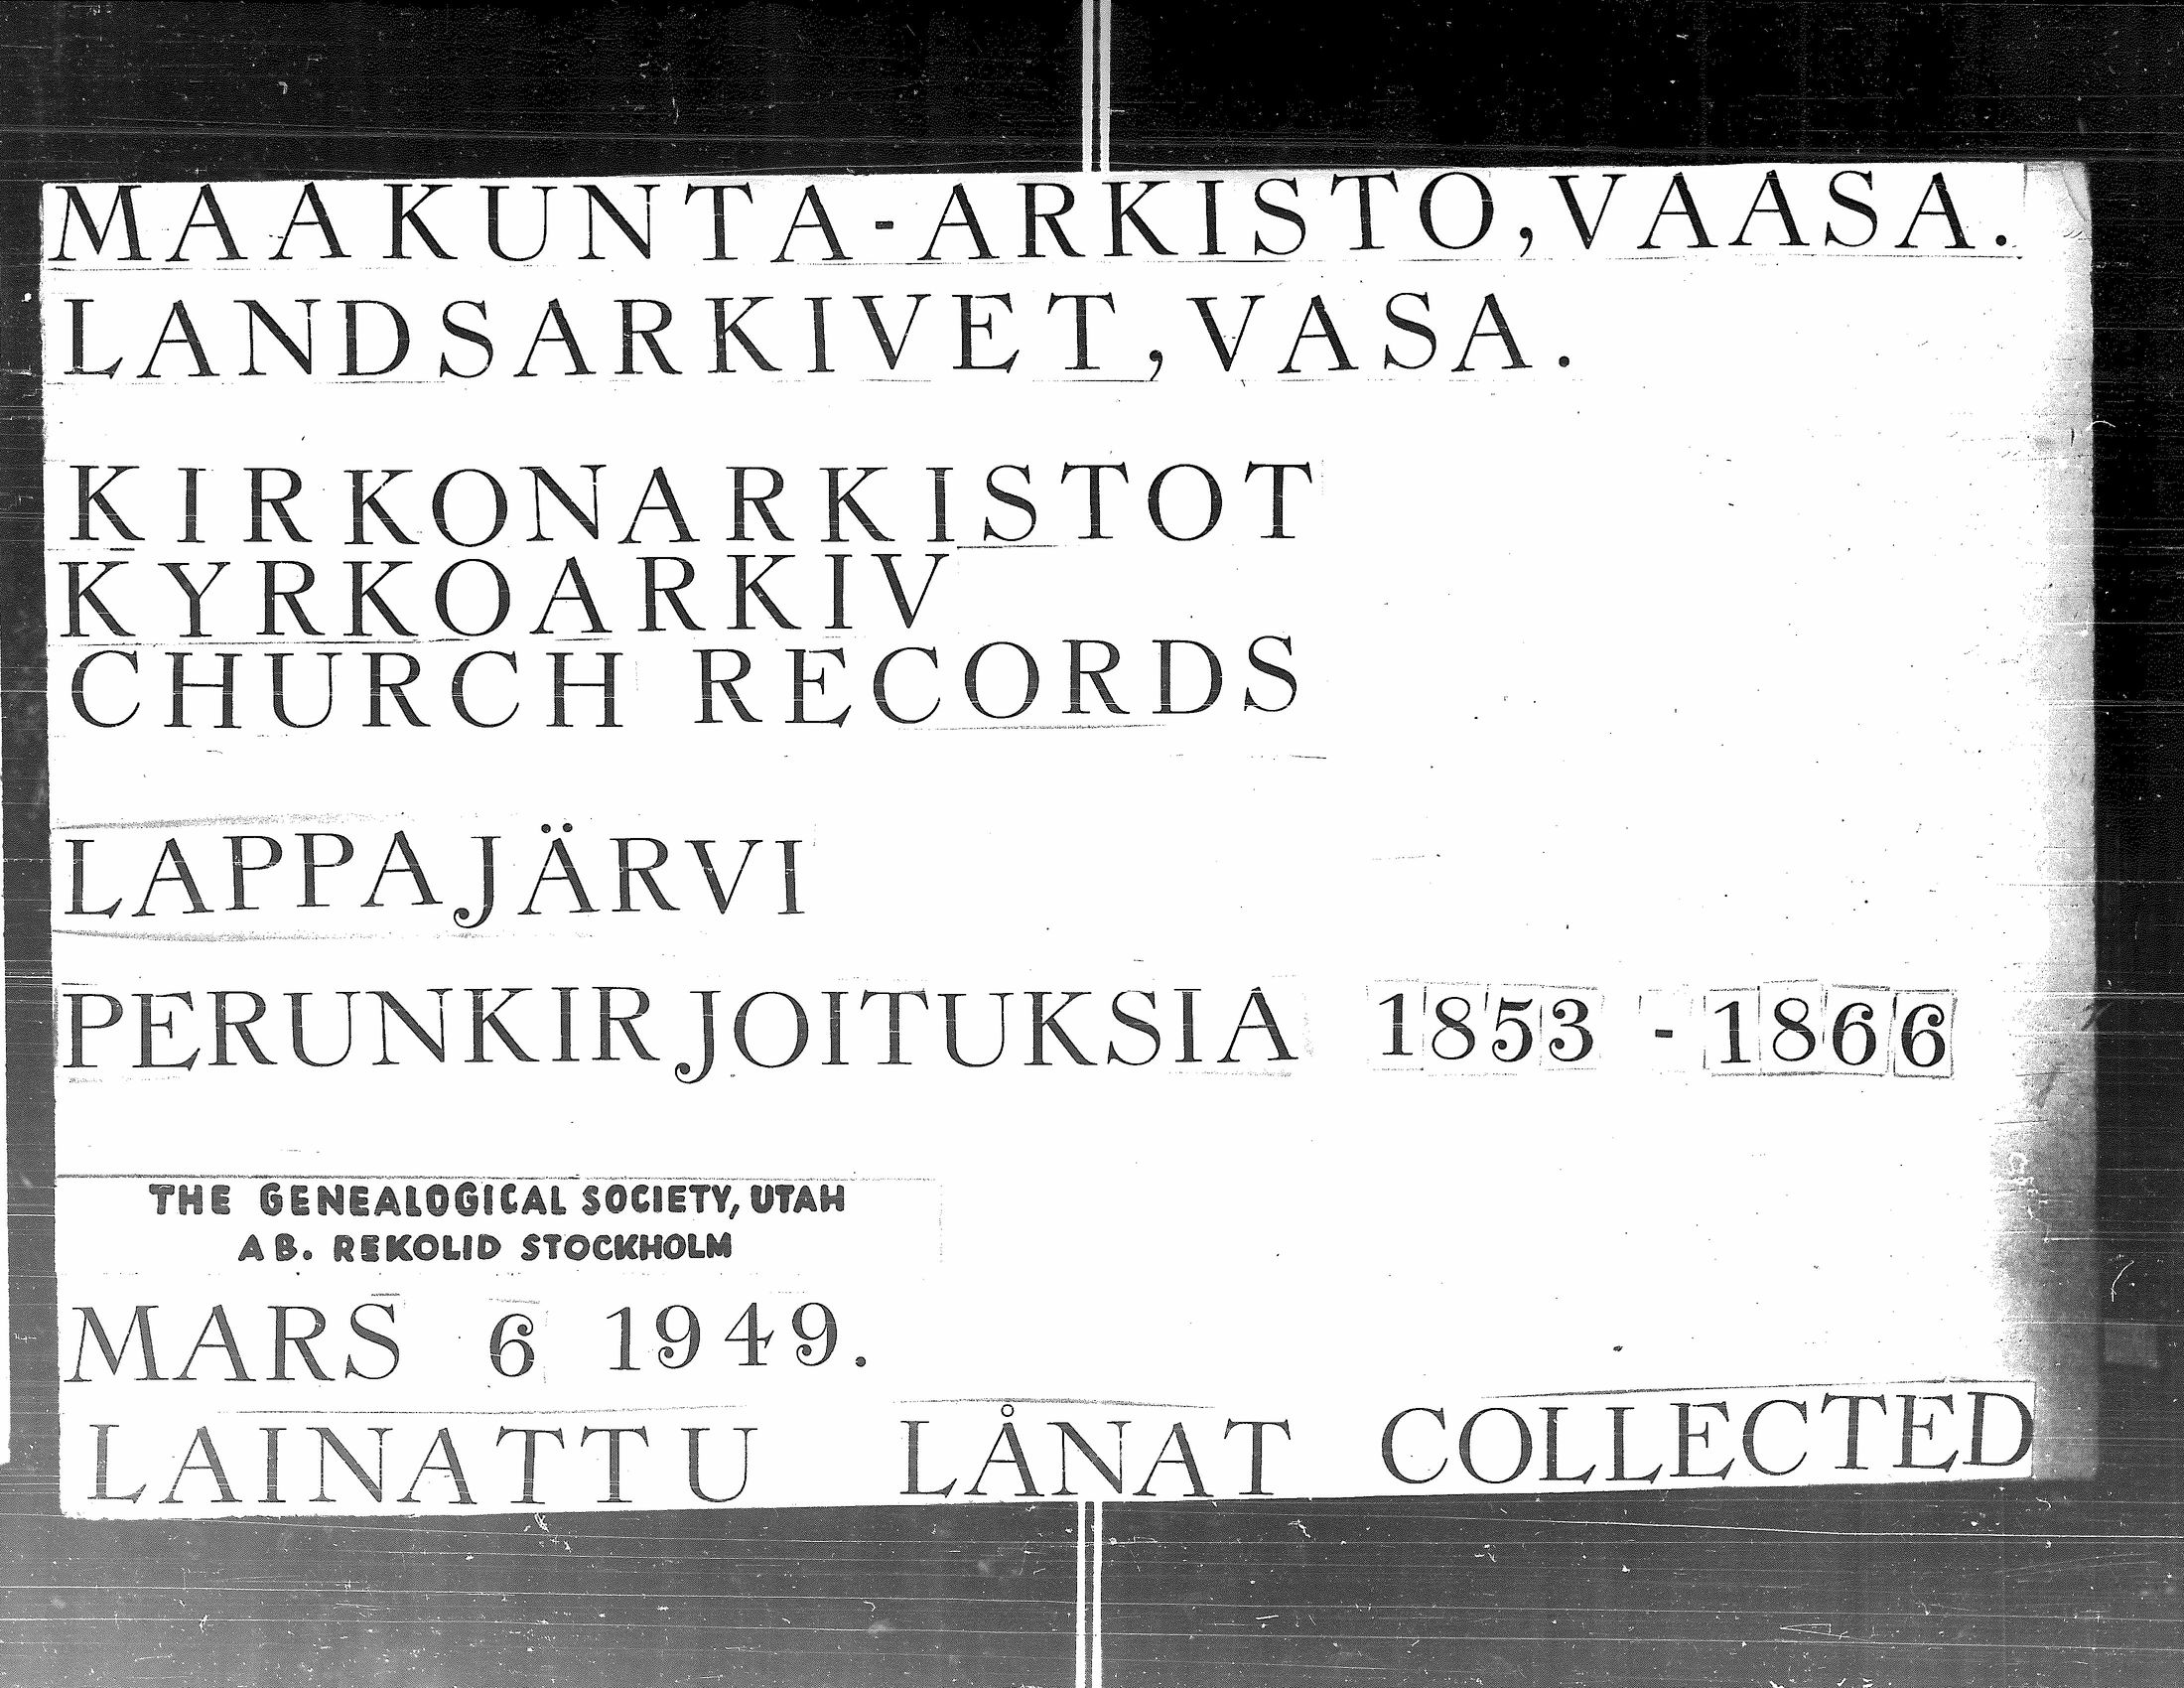 MAAKUNTA-ARKISTO,VAASA.
LANDSARKIVET,VASA.
KIRKONARKISTOT
KYRKOARKIV
CHURCH RECORDS
LAPPAJÄRVI
PERUNKIRJOITUKSIA 1853 - 1866
THE GENEALOGICAL SOCIETY, UTAH
AB. REKOLID STOCKHOLM
MARS 6 1949.
LAINATTU LÅNAT COLLECTED